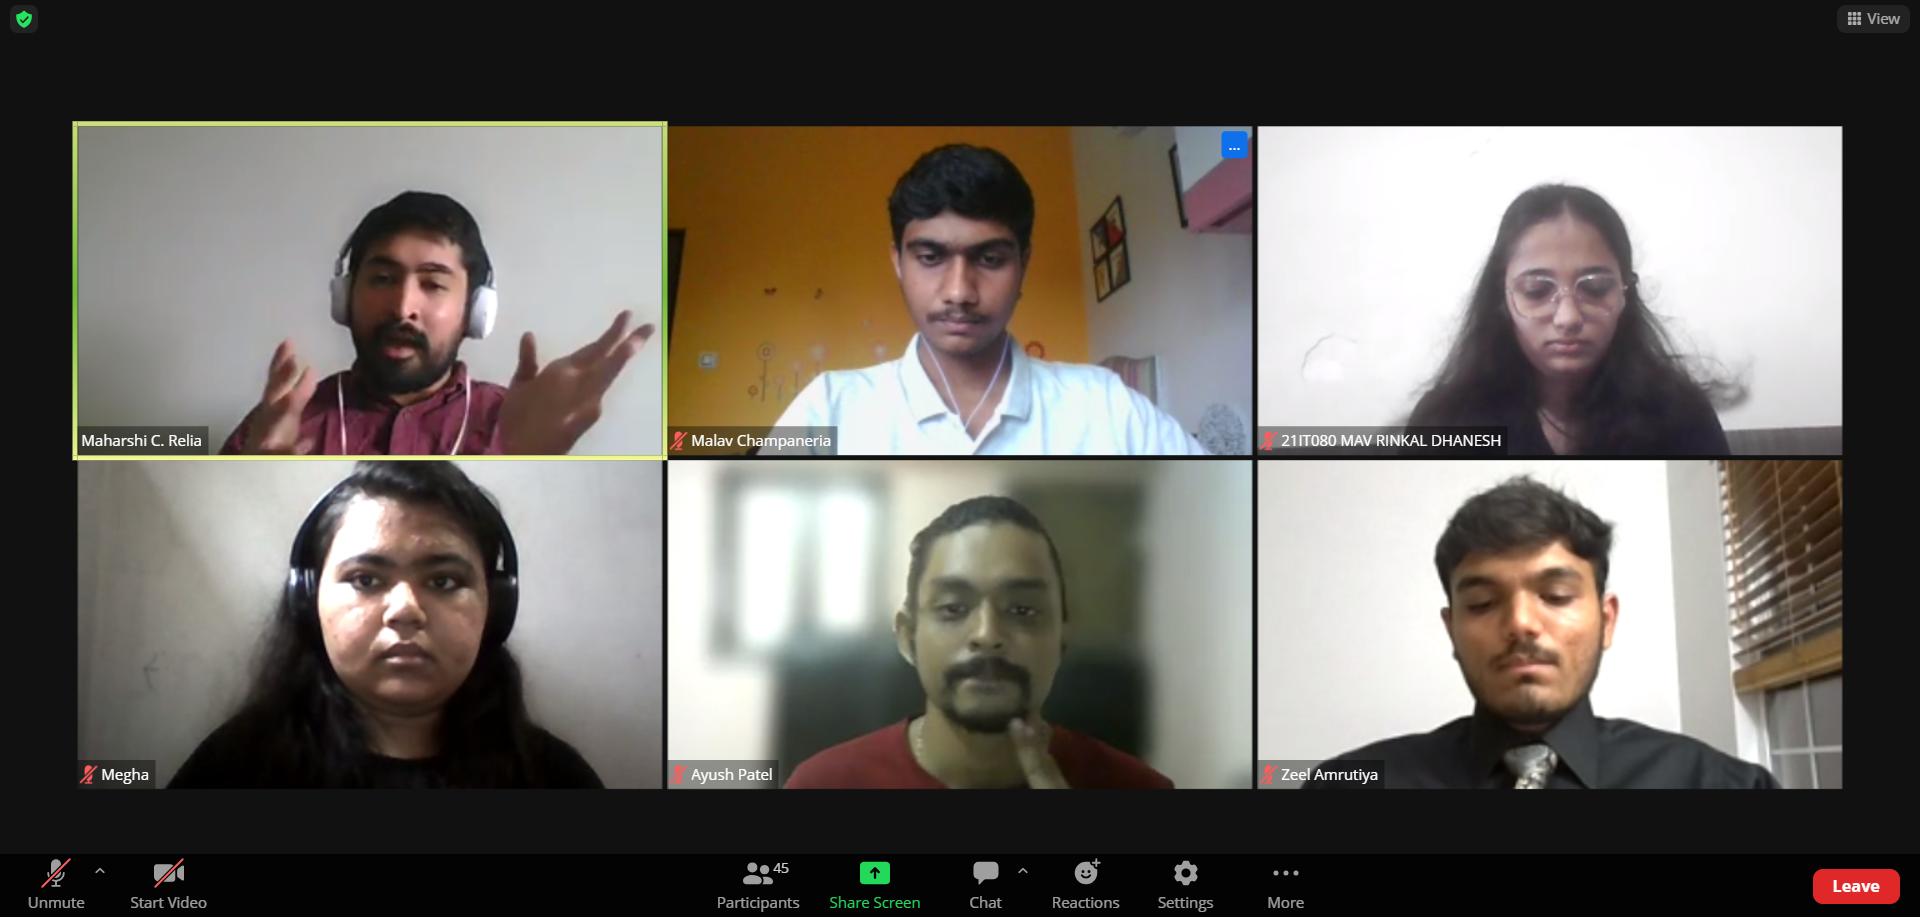 View
...
Maharshi C. Relia
Malav Champaneria
21IT080 MAV RINKAL DHANESH
Megha
Ayush Patel
Zeel Amrutiya
45
Unmute
Start Video
Participants
Share Screen
Chat
Reactions
Settings
More
Leave